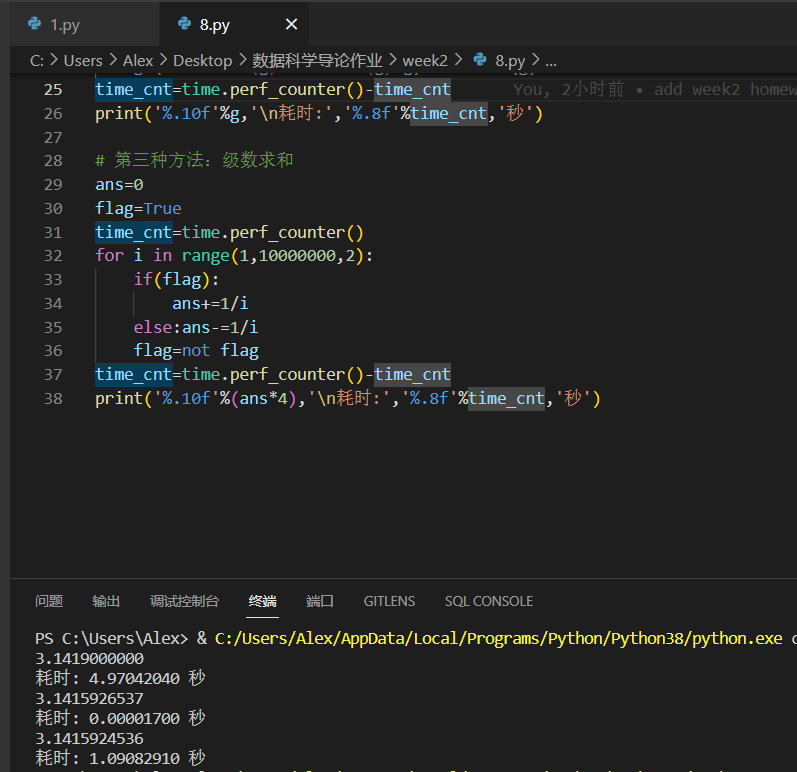 1.py 8.py
C: > Users > Alex > Desktop > 数据科学导论作业 > week2 > 8.py > ...
25 time_cnt=time.perf_counter()-time_cnt You, 2小时前 • add week2 homew
26 print('%.10f'%g,'\n耗时:','%.8f'%time_cnt,'秒')
27
28 # 第三种方法：级数求和
29 ans=0
30 flag=True
31 time_cnt=time.perf_counter()
32 for i in range(1,10000000,2):
33 if(flag):
34 ans+=1/i
35 else:ans-=1/i
36 flag=not flag
37 time_cnt=time.perf_counter()-time_cnt
38 print('%.10f'%(ans*4),'\n耗时:','%.8f'%time_cnt,'秒')
问题 输出 调试控制台 终端 端口 GITLENS SQL CONSOLE
PS C:\Users\Alex> & C:/Users/Alex/AppData/Local/Programs/Python/Python38/python.exe c
3.1419000000
耗时: 4.97042040 秒
3.1415926537
耗时: 0.00001700 秒
3.1415924536
耗时: 1.09082910 秒